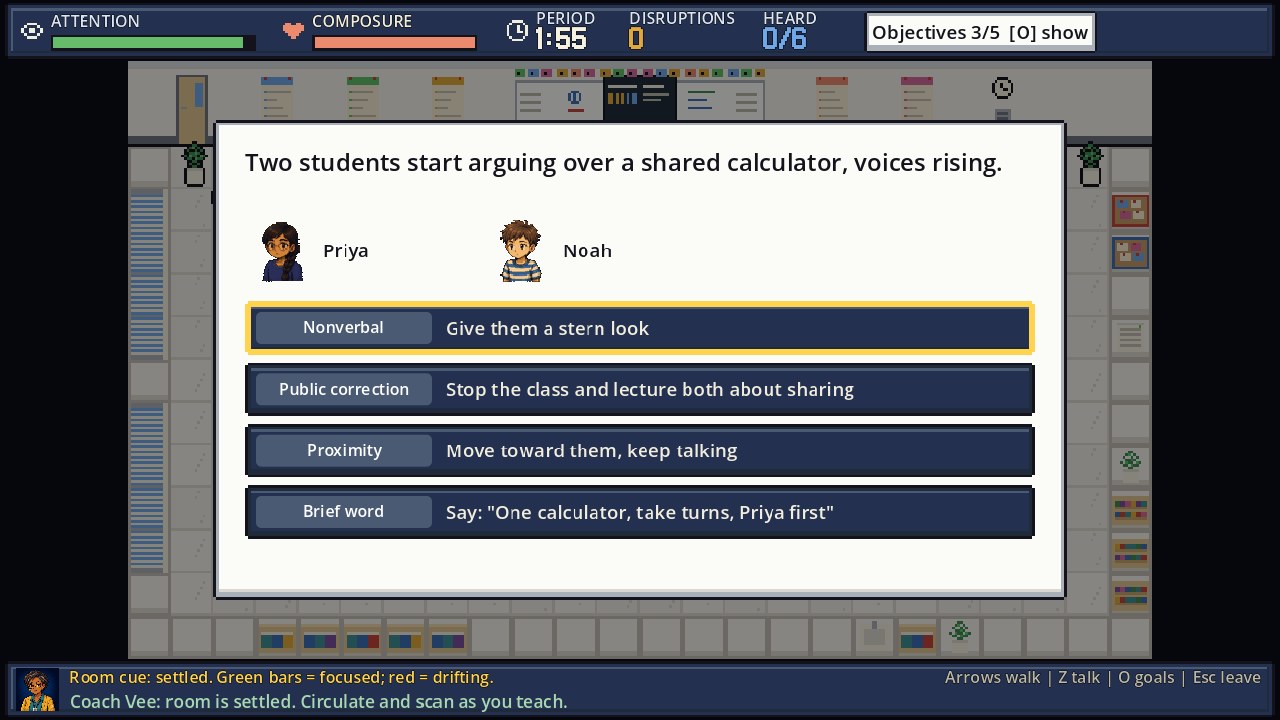 ATTENTION
COMPOSURE
PERIOD
1:55
DISRUPTIONS
0
HEARD
0/6
Objectives 3/5 [O] show
Two students start arguing over a shared calculator, voices rising.
Priya
Noah
Nonverbal Give them a stern look
Public correction Stop the class and lecture both about sharing
Proximity Move toward them, keep talking
Brief word Say: "One calculator, take turns, Priya first"
Room cue: settled. Green bars = focused; red = drifting.
Arrows walk | Z talk | O goals | Esc leave
Coach Vee: room is settled. Circulate and scan as you teach.